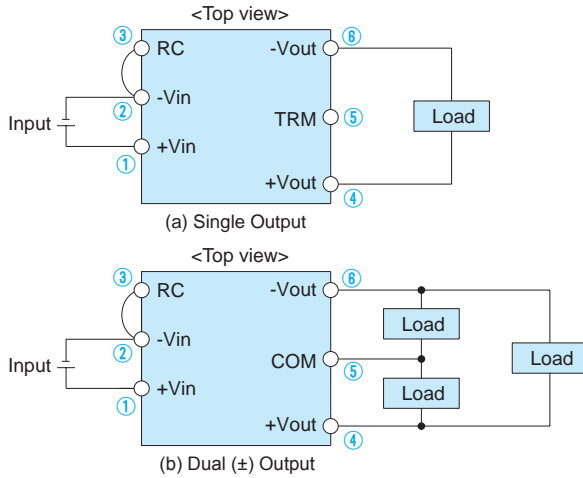 <Top view>
③ RC
-Vout ⑥
② -Vin
Input
TRM ⑤
Load
① +Vin
+Vout ④
(a) Single Output
<Top view>
③ RC
-Vout ⑥
Load
② -Vin
Input
COM ⑤
Load
① +Vin
Load
+Vout ④
(b) Dual (±) Output